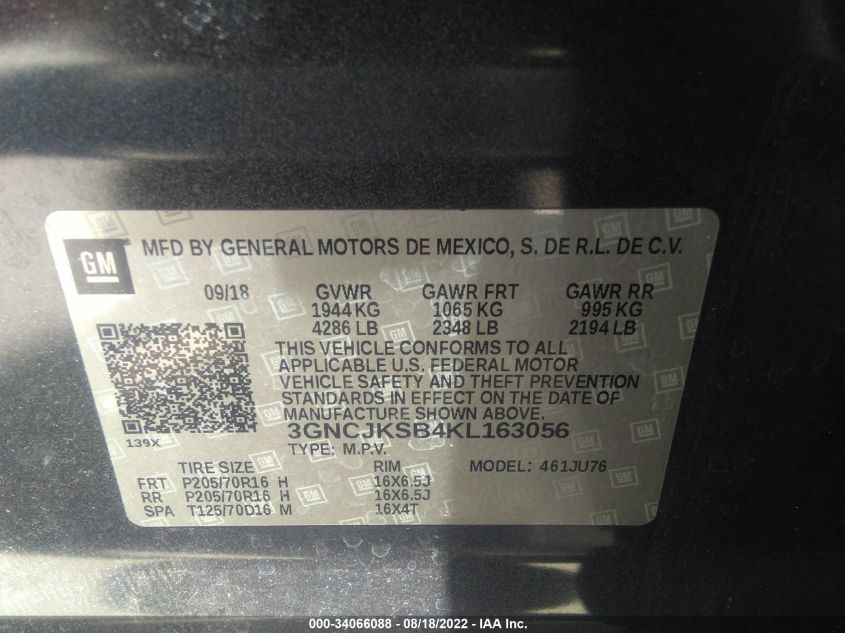 GM
MFD BY GENERAL MOTORS DE MEXICO, S. DE R.L. DE C.V.
09/18 GVWR GAWR FRT GAWR RR
1944 KG 1065 KG 995 KG
4286 LB 2348 LB 2194 LB
THIS VEHICLE CONFORMS TO ALL
APPLICABLE U.S. FEDERAL MOTOR
VEHICLE SAFETY AND THEFT PREVENTION
STANDARDS IN EFFECT ON THE DATE OF
MANUFACTURE SHOWN ABOVE.
139X
3GNCJKSB4KL163056
TYPE: M.P.V.
TIRE SIZE RIM MODEL: 461JU76
FRT P205/70R16 H 16X6.5J
RR P205/70R16 H 16X6.5J
SPA T125/70D16 M 16X4T
000-34066088 - 08/18/2022 - IAA Inc.